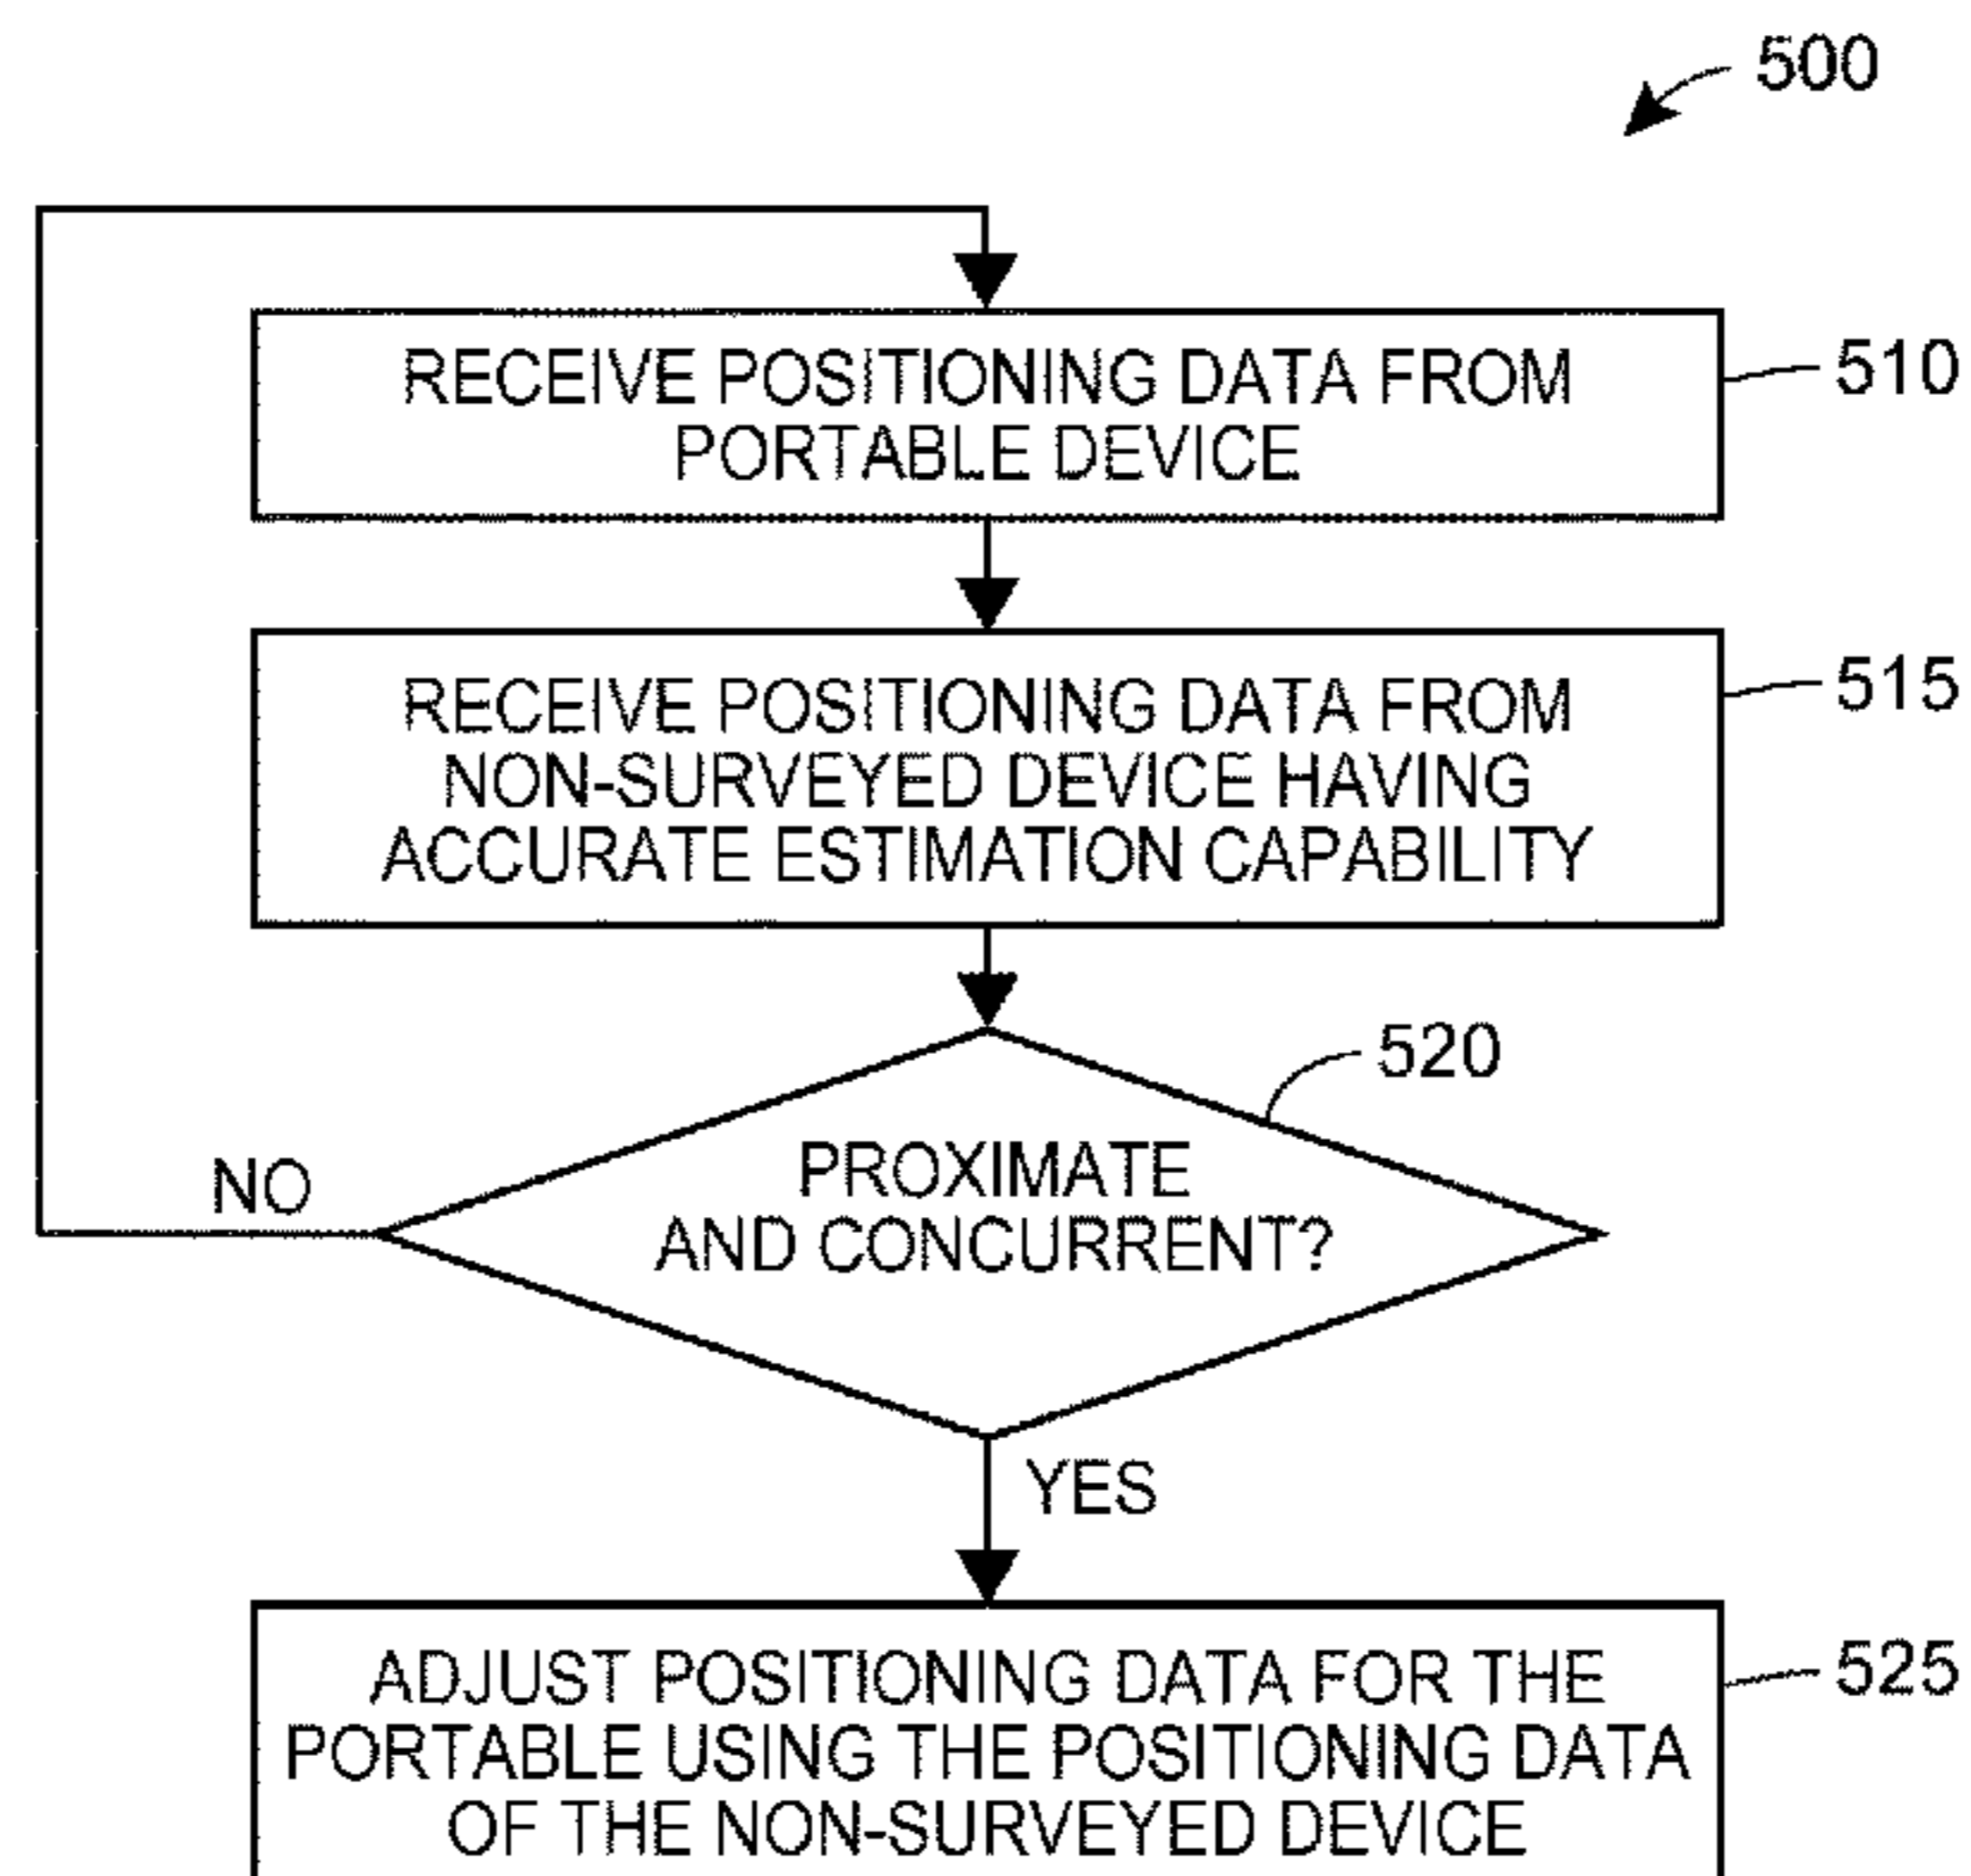 500
RECEIVE POSITIONING DATA FROM
PORTABLE DEVICE
510
RECEIVE POSITIONING DATA FROM
NON-SURVEYED DEVICE HAVING
ACCURATE ESTIMATION CAPABILITY
515
520
PROXIMATE
AND CONCURRENT?
NO
YES
ADJUST POSITIONING DATA FOR THE
PORTABLE USING THE POSITIONING DATA
OF THE NON-SURVEYED DEVICE
525